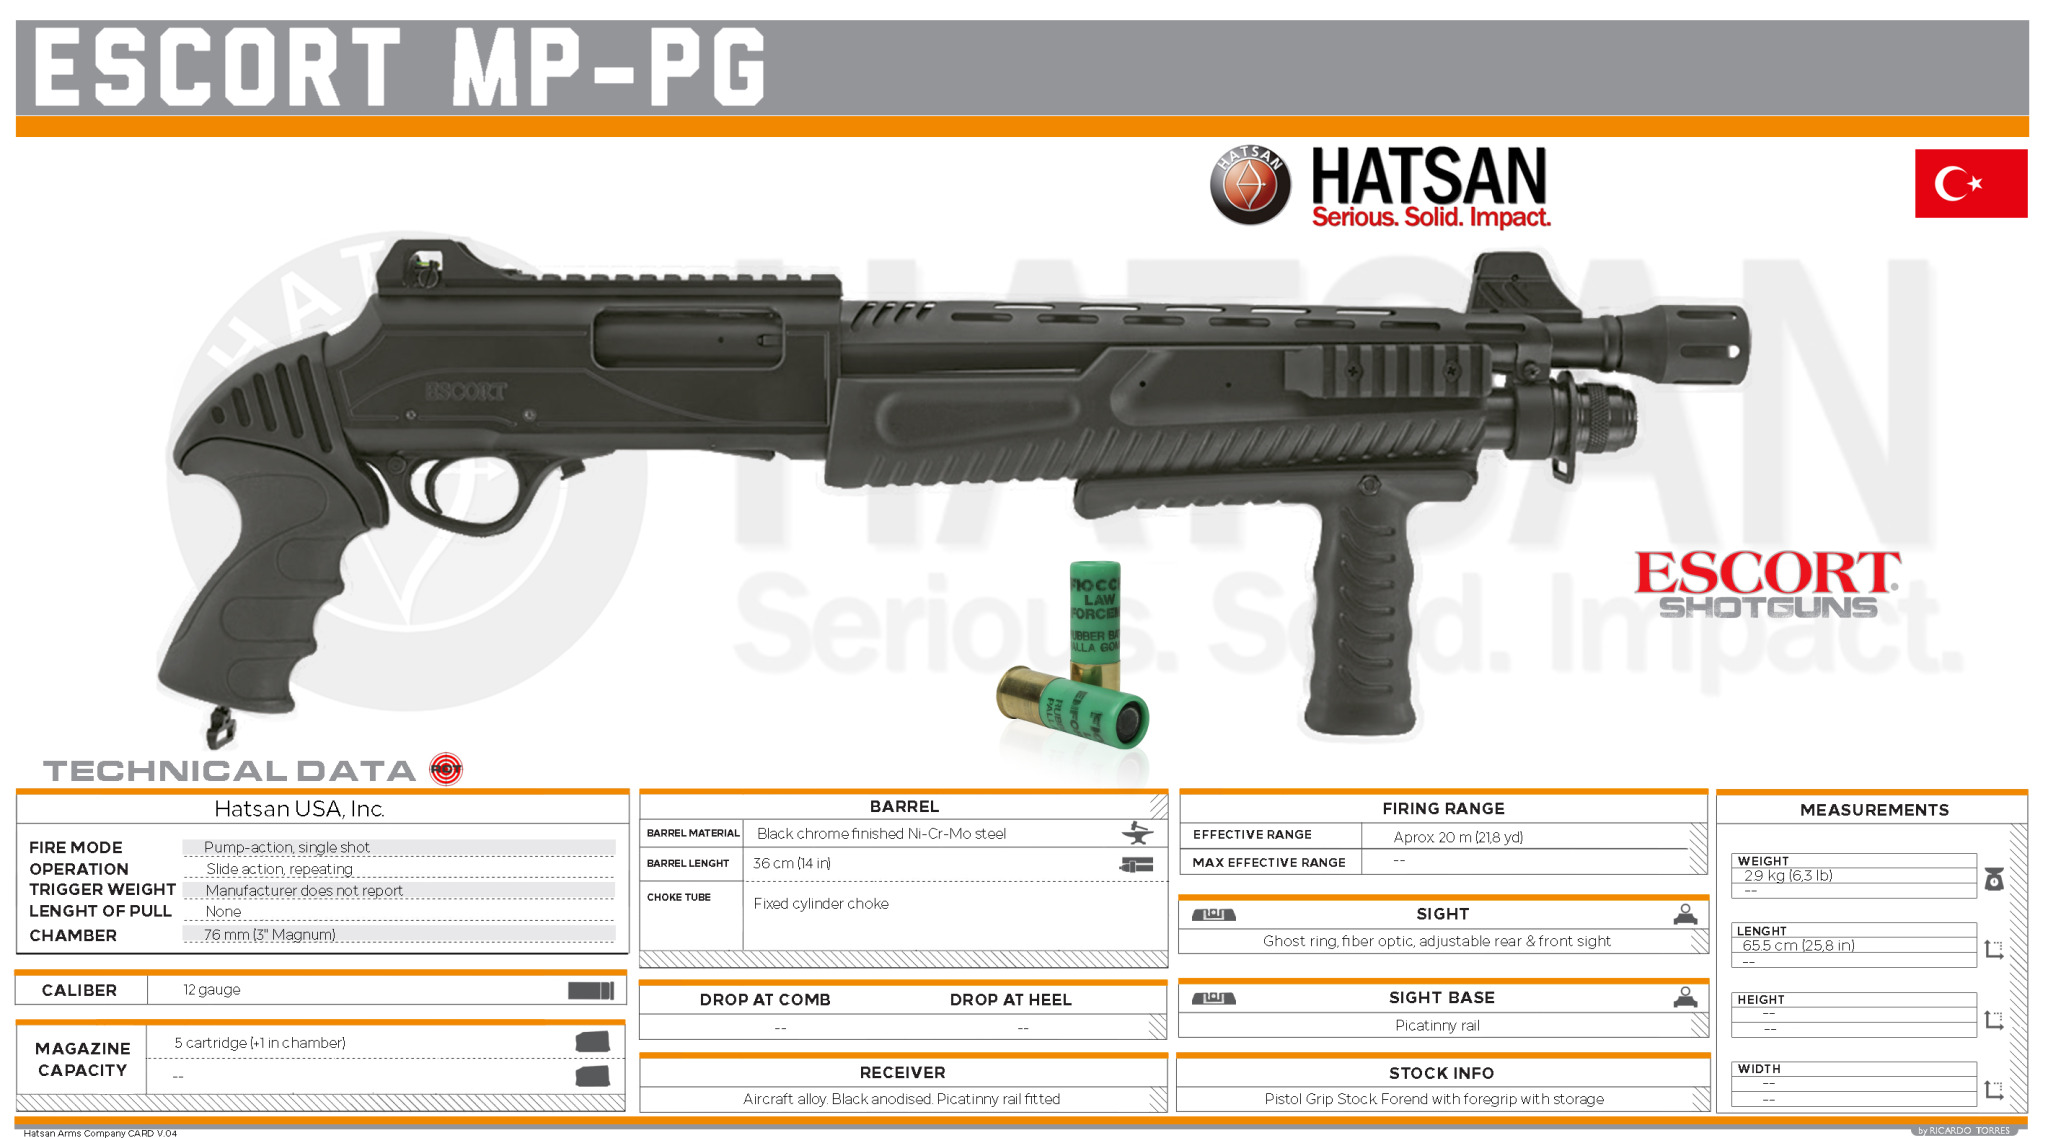 ESCORT MP-PG
HATSAN
HATSAN
Serious. Solid. Impact.
HATSAN
Serious. Solid. Impact.
ESCORT
ESCORT
SHOTGUNS
LAW
TECHNICAL DATA
Hatsan USA, Inc.
FIRE MODE Pump-action, single shot
OPERATION Slide action, repeating
TRIGGER WEIGHT Manufacturer does not report
LENGHT OF PULL None
CHAMBER 76 mm (3" Magnum)
CALIBER 12 gauge
MAGAZINE CAPACITY 5 cartridge (+1 in chamber)
--
BARREL
BARREL MATERIAL Black chrome finished Ni-Cr-Mo steel
BARREL LENGHT 36 cm (14 in)
CHOKE TUBE Fixed cylinder choke
DROP AT COMB DROP AT HEEL
-- --
RECEIVER
Aircraft alloy. Black anodised. Picatinny rail fitted
FIRING RANGE
EFFECTIVE RANGE Aprox 20 m (21,8 yd)
MAX EFFECTIVE RANGE --
SIGHT
Ghost ring, fiber optic, adjustable rear & front sight
SIGHT BASE
Picatinny rail
STOCK INFO
Pistol Grip Stock. Forend with foregrip with storage
MEASUREMENTS
WEIGHT
2.9 kg (6,3 lb)
--
LENGHT
65.5 cm (25,8 in)
--
HEIGHT
--
--
WIDTH
--
--
Hatsan Arms Company CARD V.04
by RICARDO TORRES